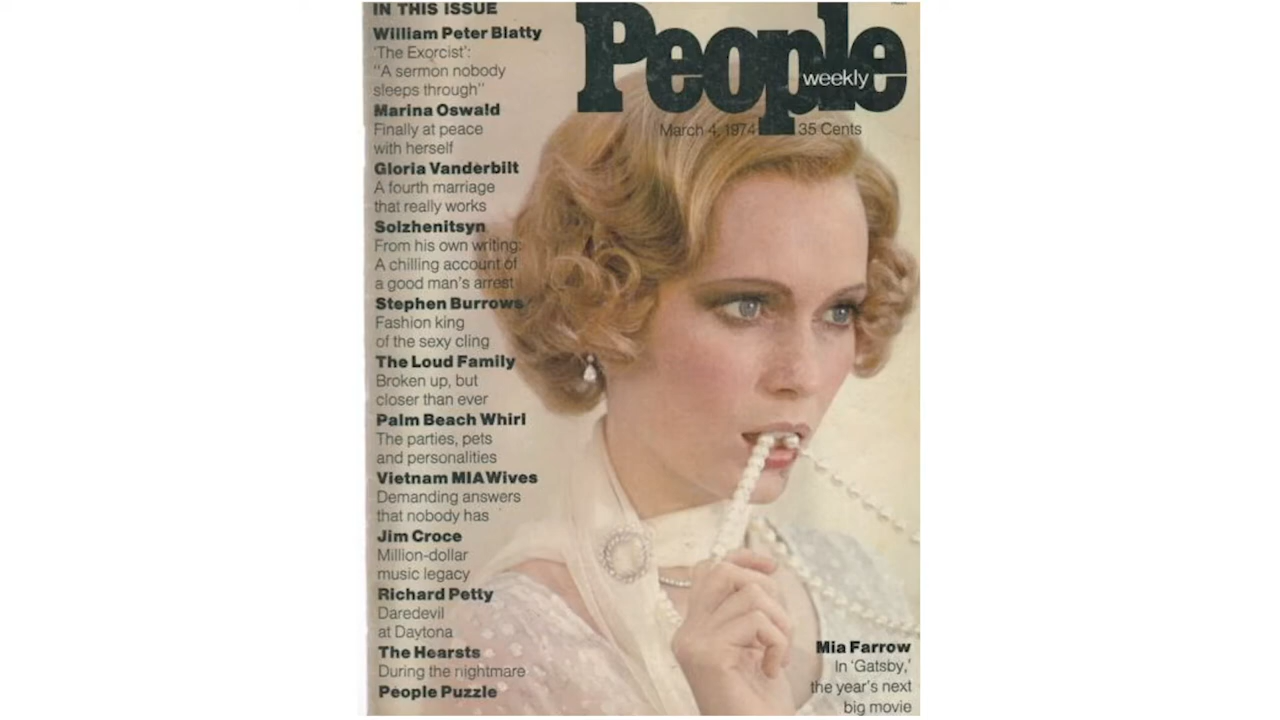 IN THIS ISSUE
William Peter Blatty
'The Exorcist':
"A sermon nobody
sleeps through"
Marina Oswald
Finally at peace
with herself
Gloria Vanderbilt
A fourth marriage
that really works
Solzhenitsyn
From his own writing:
A chilling account of
a good man's arrest
Stephen Burrows
Fashion king
of the sexy cling
The Loud Family
Broken up, but
closer than ever
Palm Beach Whirl
The parties, pets
and personalities
Vietnam MIA Wives
Demanding answers
that nobody has
Jim Croce
Million-dollar
music legacy
Richard Petty
Daredevil
at Daytona
The Hearsts
During the nightmare
People Puzzle
People
weekly
March 4, 1974 35 Cents
Mia Farrow
In 'Gatsby,'
the year's next
big movie